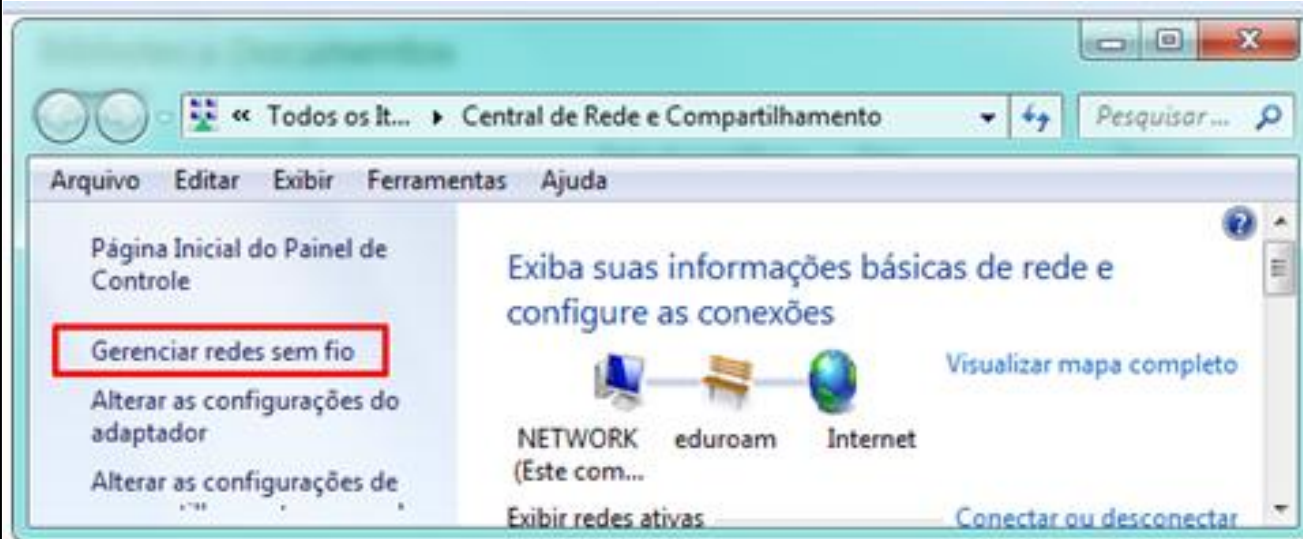 « Todos os It... Central de Rede e Compartilhamento Pesquisar ...
Arquivo Editar Exibir Ferramentas Ajuda
Página Inicial do Painel de
Controle
Gerenciar redes sem fio
Alterar as configurações do
adaptador
Alterar as configurações de
Exiba suas informações básicas de rede e
configure as conexões
Visualizar mapa completo
NETWORK eduroam Internet
(Este com...
Exibir redes ativas Conectar ou desconectar